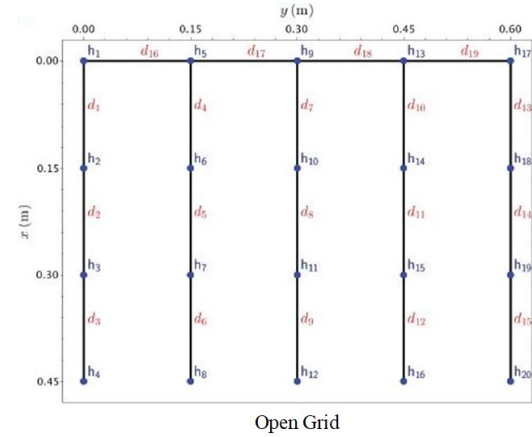 y (m)
0.00 0.15 0.30 0.45 0.60
0.00 h1 d16 h5 d17 h9 d18 h13 d19 h17
d1 d4 d7 d10 d13
0.15 h2 h6 h10 h14 h18
d2 d5 d8 d11 d14
x (m)
0.30 h3 h7 h11 h15 h19
d3 d6 d9 d12 d15
0.45 h4 h8 h12 h16 h20
Open Grid